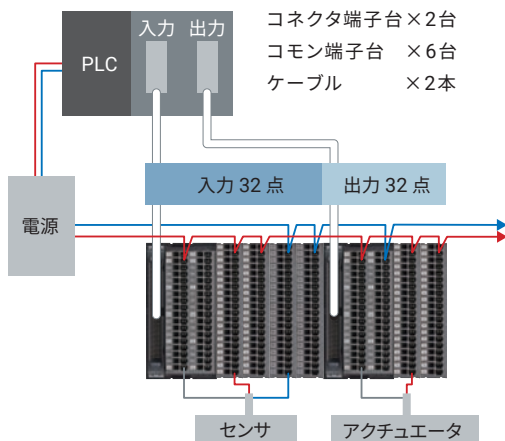 コネクタ端子台×2台
コモン端子台 ×6台
ケーブル ×2本
入力 出力
PLC
入力 32 点 出力 32 点
電源
センサ アクチュエータ